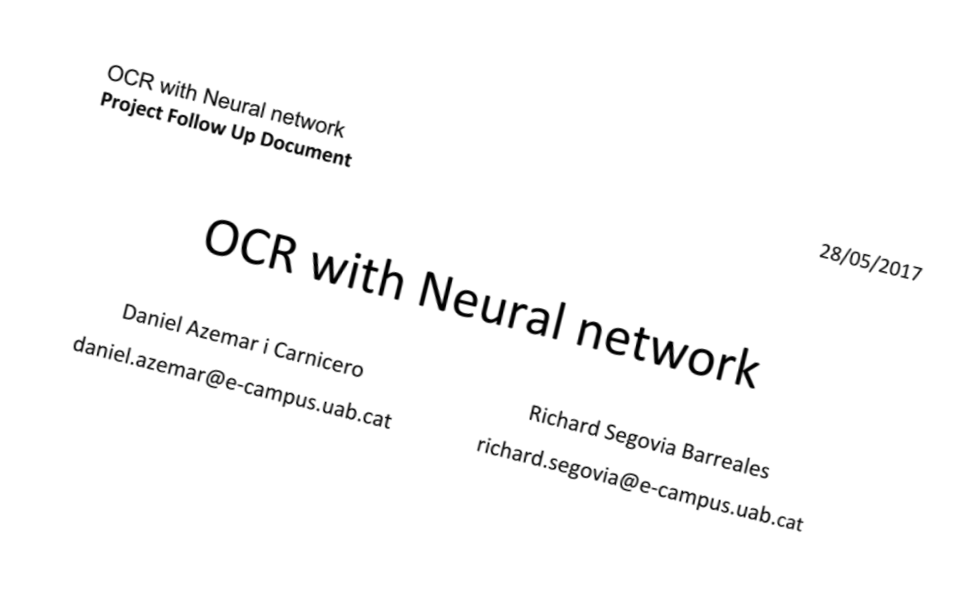 OCR with Neural network
Project Follow Up Document
28/05/2017
OCR with Neural network
Daniel Azemar i Carnicero
daniel.azemar@e-campus.uab.cat
Richard Segovia Barreales
richard.segovia@e-campus.uab.cat